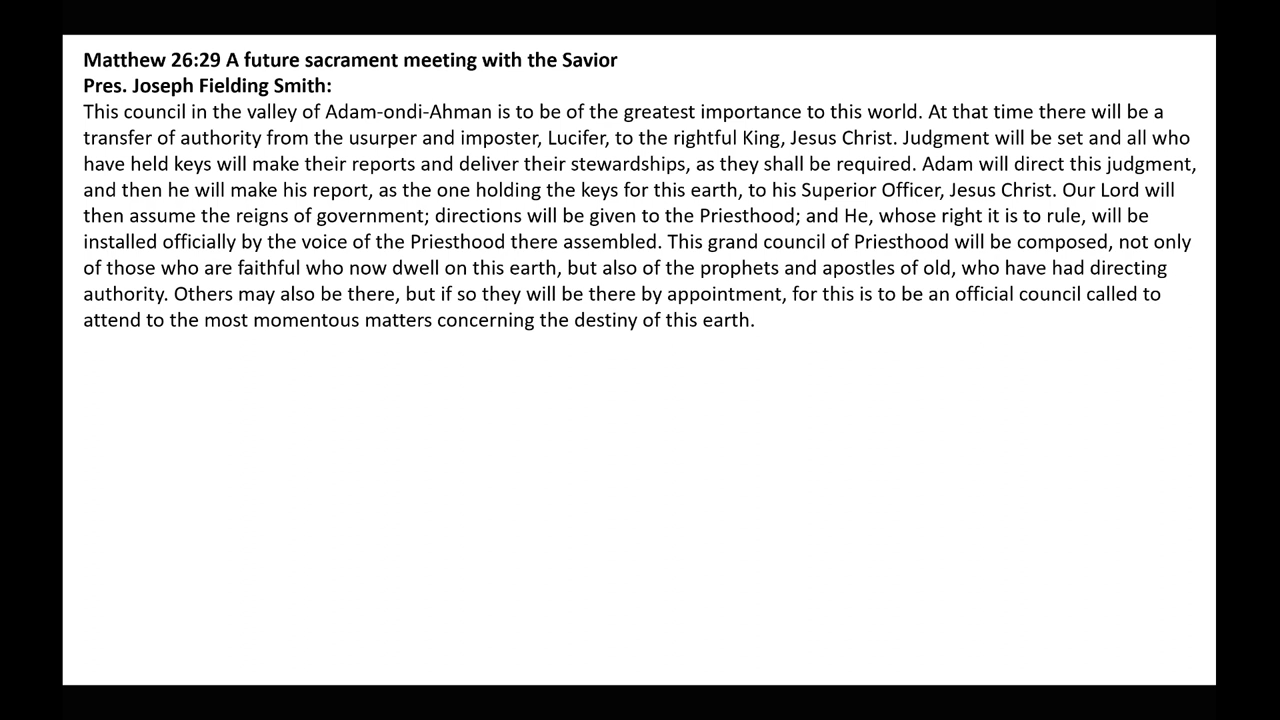 Matthew 26:29 A future sacrament meeting with the Savior
Pres. Joseph Fielding Smith:
This council in the valley of Adam-ondi-Ahman is to be of the greatest importance to this world. At that time there will be a
transfer of authority from the usurper and imposter, Lucifer, to the rightful King, Jesus Christ. Judgment will be set and all who
have held keys will make their reports and deliver their stewardships, as they shall be required. Adam will direct this judgment,
and then he will make his report, as the one holding the keys for this earth, to his Superior Officer, Jesus Christ. Our Lord will
then assume the reigns of government; directions will be given to the Priesthood; and He, whose right it is to rule, will be
installed officially by the voice of the Priesthood there assembled. This grand council of Priesthood will be composed, not only
of those who are faithful who now dwell on this earth, but also of the prophets and apostles of old, who have had directing
authority. Others may also be there, but if so they will be there by appointment, for this is to be an official council called to
attend to the most momentous matters concerning the destiny of this earth.